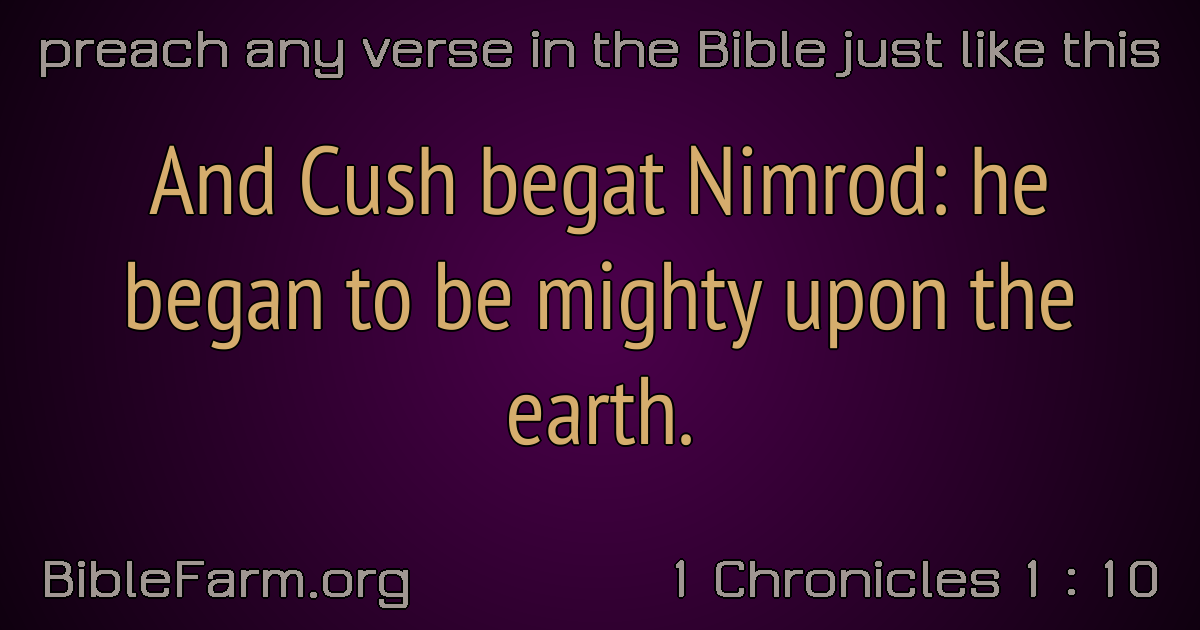 preach any verse in the Bible just like this
And Cush begat Nimrod: he
began to be mighty upon the
earth.
BibleFarm.org
1 Chronicles 1 : 10